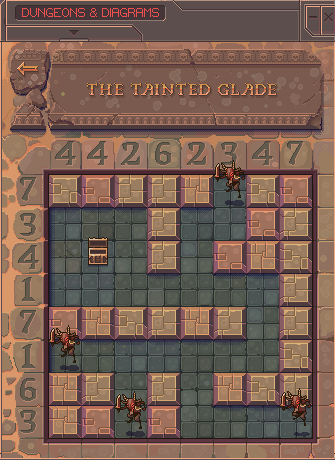 DUNGEONS & DIAGRAMS
THE TAINTED GLADE
4 4 2 6 2 3 4 7
7
3
4
1
7
1
6
3